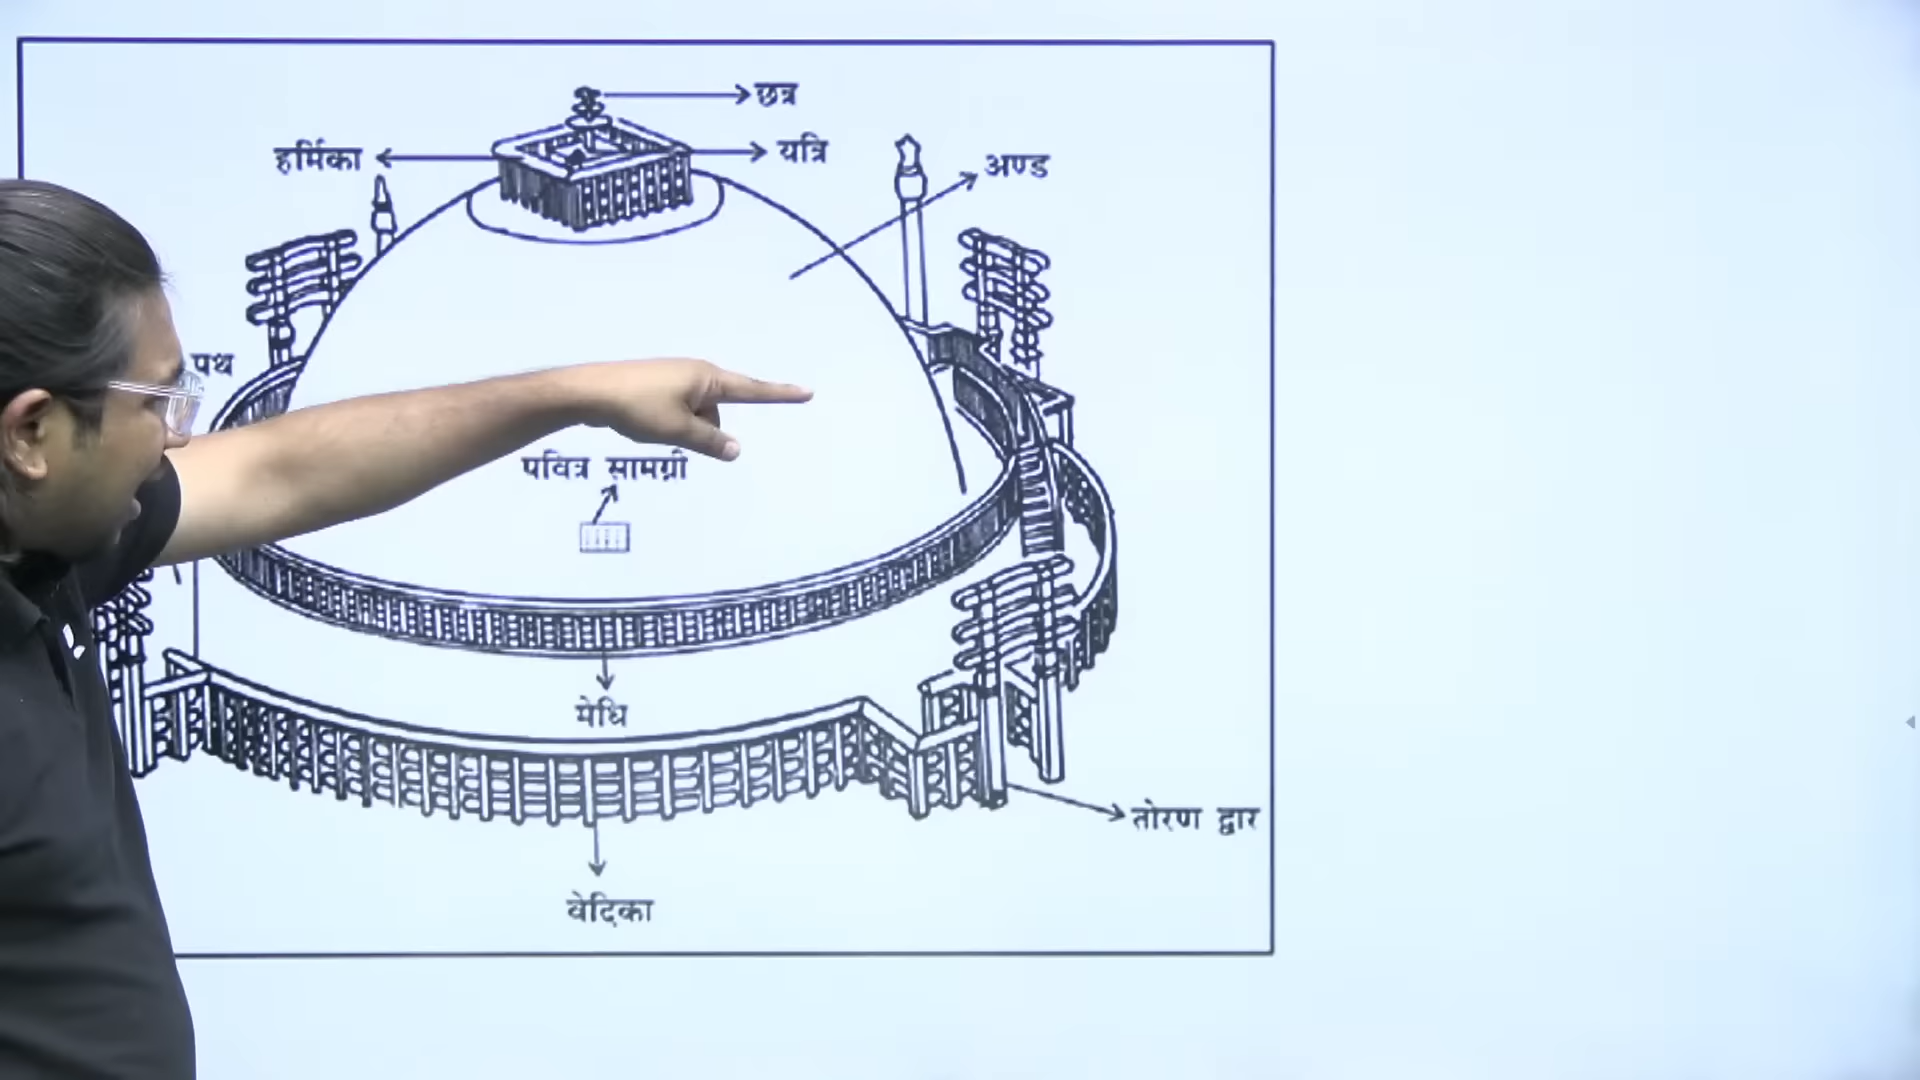 छत्र
हर्मिका
यत्रि
अण्ड
पथ
पवित्र सामग्री
मेधि
तोरण द्वार
वेदिका